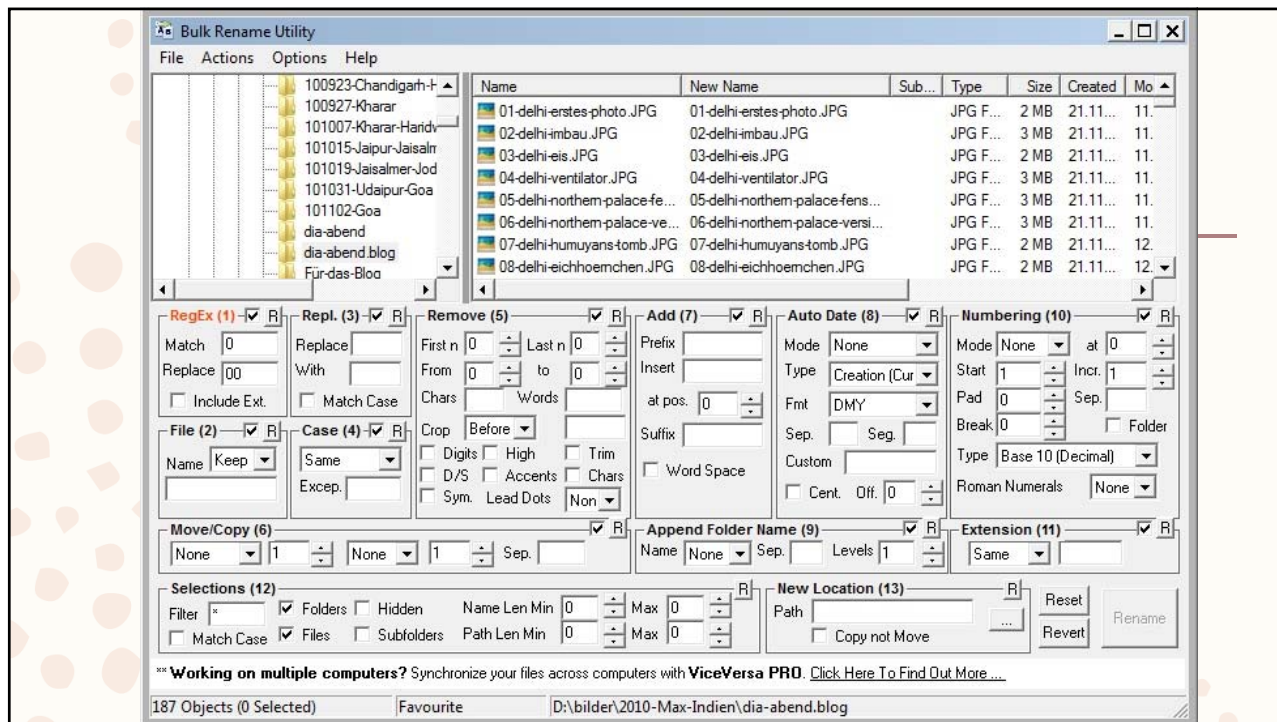 Bulk Rename Utility
File Actions Options Help
100923-Chandigarh-H
100927-Kharar
101007-Kharar-Haridw
101015-Jaipur-Jaisalm
101019-Jaisalmer-Jod
101031-Udaipur-Goa
101102-Goa
dia-abend
dia-abend.blog
Für-das-Blog
Name New Name Sub... Type Size Created Mo
01-delhi-erstes-photo.JPG 01-delhi-erstes-photo.JPG JPG F... 2 MB 21.11... 11.
02-delhi-imbau.JPG 02-delhi-imbau.JPG JPG F... 3 MB 21.11... 11.
03-delhi-eis.JPG 03-delhi-eis.JPG JPG F... 2 MB 21.11... 11.
04-delhi-ventilator.JPG 04-delhi-ventilator.JPG JPG F... 3 MB 21.11... 11.
05-delhi-northern-palace-fe... 05-delhi-northern-palace-fens... JPG F... 2 MB 21.11... 11.
06-delhi-northern-palace-ve... 06-delhi-northern-palace-versi... JPG F... 3 MB 21.11... 11.
07-delhi-humuyans-tomb.JPG 07-delhi-humuyans-tomb.JPG JPG F... 2 MB 21.11... 12.
08-delhi-eichhoernchen.JPG 08-delhi-eichhoernchen.JPG JPG F... 2 MB 21.11... 12.
RegEx (1) R
Match 0
Replace 00
Include Ext.
Repl. (3) R
Replace
With
Match Case
Remove (5) R
First n 0 Last n 0
From 0 to 0
Chars Words
Crop Before
Digits High Trim
D/S Accents Chars
Sym. Lead Dots Non
Add (7) R
Prefix
Insert
at pos. 0
Suffix
Word Space
Auto Date (8) R
Mode None
Type Creation (Cur
Fmt DMY
Sep. Seg.
Custom
Cent. Off. 0
Numbering (10) R
Mode None at 0
Start 1 Incr. 1
Pad 0 Sep.
Break 0 Folder
Type Base 10 (Decimal)
Roman Numerals None
File (2) R
Name Keep
Case (4) R
Same
Excep.
Move/Copy (6) R
None 1 None 1 Sep.
Append Folder Name (9) R
Name None Sep. Levels 1
Extension (11) R
Same
Selections (12) R
Filter * Folders Hidden Name Len Min 0 Max 0
Match Case Files Subfolders Path Len Min 0 Max 0
New Location (13) R
Path ...
Copy not Move
Reset
Revert
Rename
** Working on multiple computers? Synchronize your files across computers with ViceVersa PRO. Click Here To Find Out More ...
187 Objects (0 Selected) Favourite D:\bilder\2010-Max-Indien\dia-abend.blog